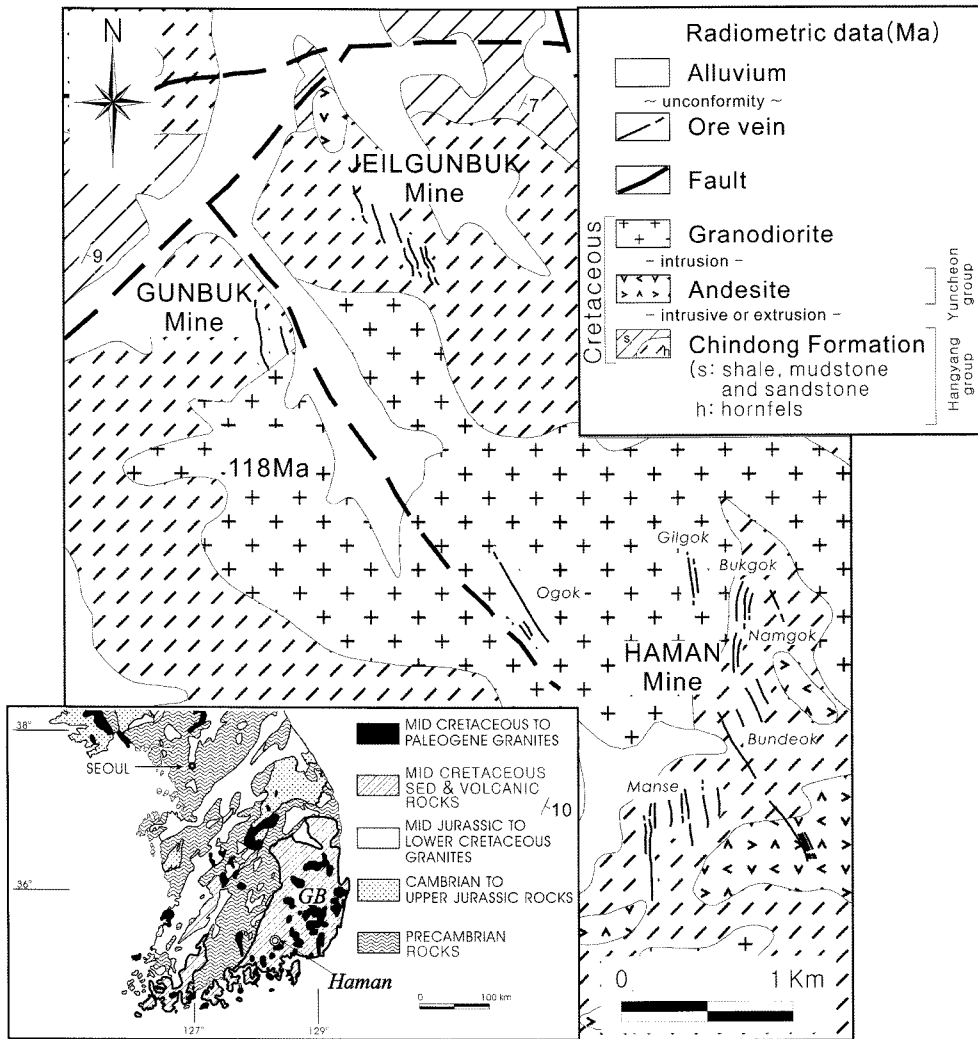 N
JEILGUNBUK
Mine
7
9
GUNBUK
Mine
118Ma
Ogok
Gilgok
Bukgok
Namgok
HAMAN
Mine
Bundeok
Manse
10
0 1 Km
Radiometric data(Ma)
Alluvium
~ unconformity ~
Ore vein
Fault
Cretaceous
Granodiorite
- intrusion -
Andesite
- intrusive or extrusion -
Yuncheon
group
s
h
Chindong Formation
(s: shale, mudstone
and sandstone
h: hornfels
Hangyang
group
38°
SEOUL
36°
GB
Haman
127°
129°
0 100 km
MID CRETACEOUS TO
PALEOGENE GRANITES
MID CRETACEOUS
SED & VOLCANIC
ROCKS
MID JURASSIC TO
LOWER CRETACEOUS
GRANITES
CAMBRIAN TO
UPPER JURASSIC ROCKS
PRECAMBRIAN
ROCKS